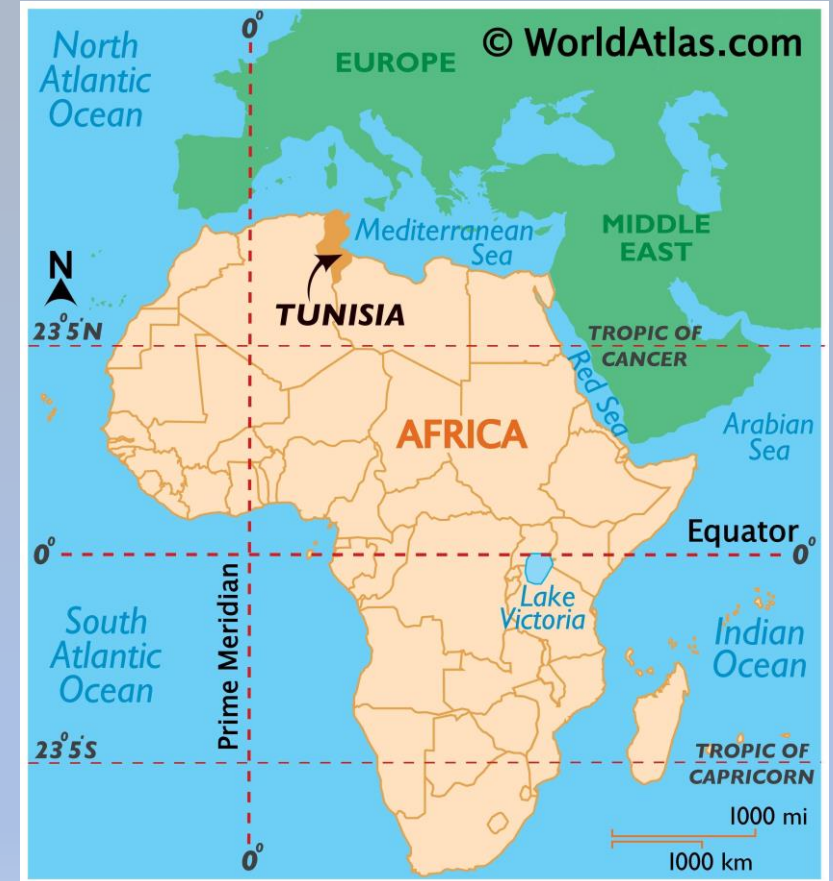 0°
© WorldAtlas.com
North
Atlantic
Ocean
EUROPE
Mediterranean
Sea
MIDDLE
EAST
N
TUNISIA
23°5'N
TROPIC OF
CANCER
Red Sea
AFRICA
Arabian
Sea
Equator
0°
0°
Prime Meridian
Lake
Victoria
South
Atlantic
Ocean
Indian
Ocean
23°5'S
TROPIC OF
CAPRICORN
1000 mi
1000 km
0°